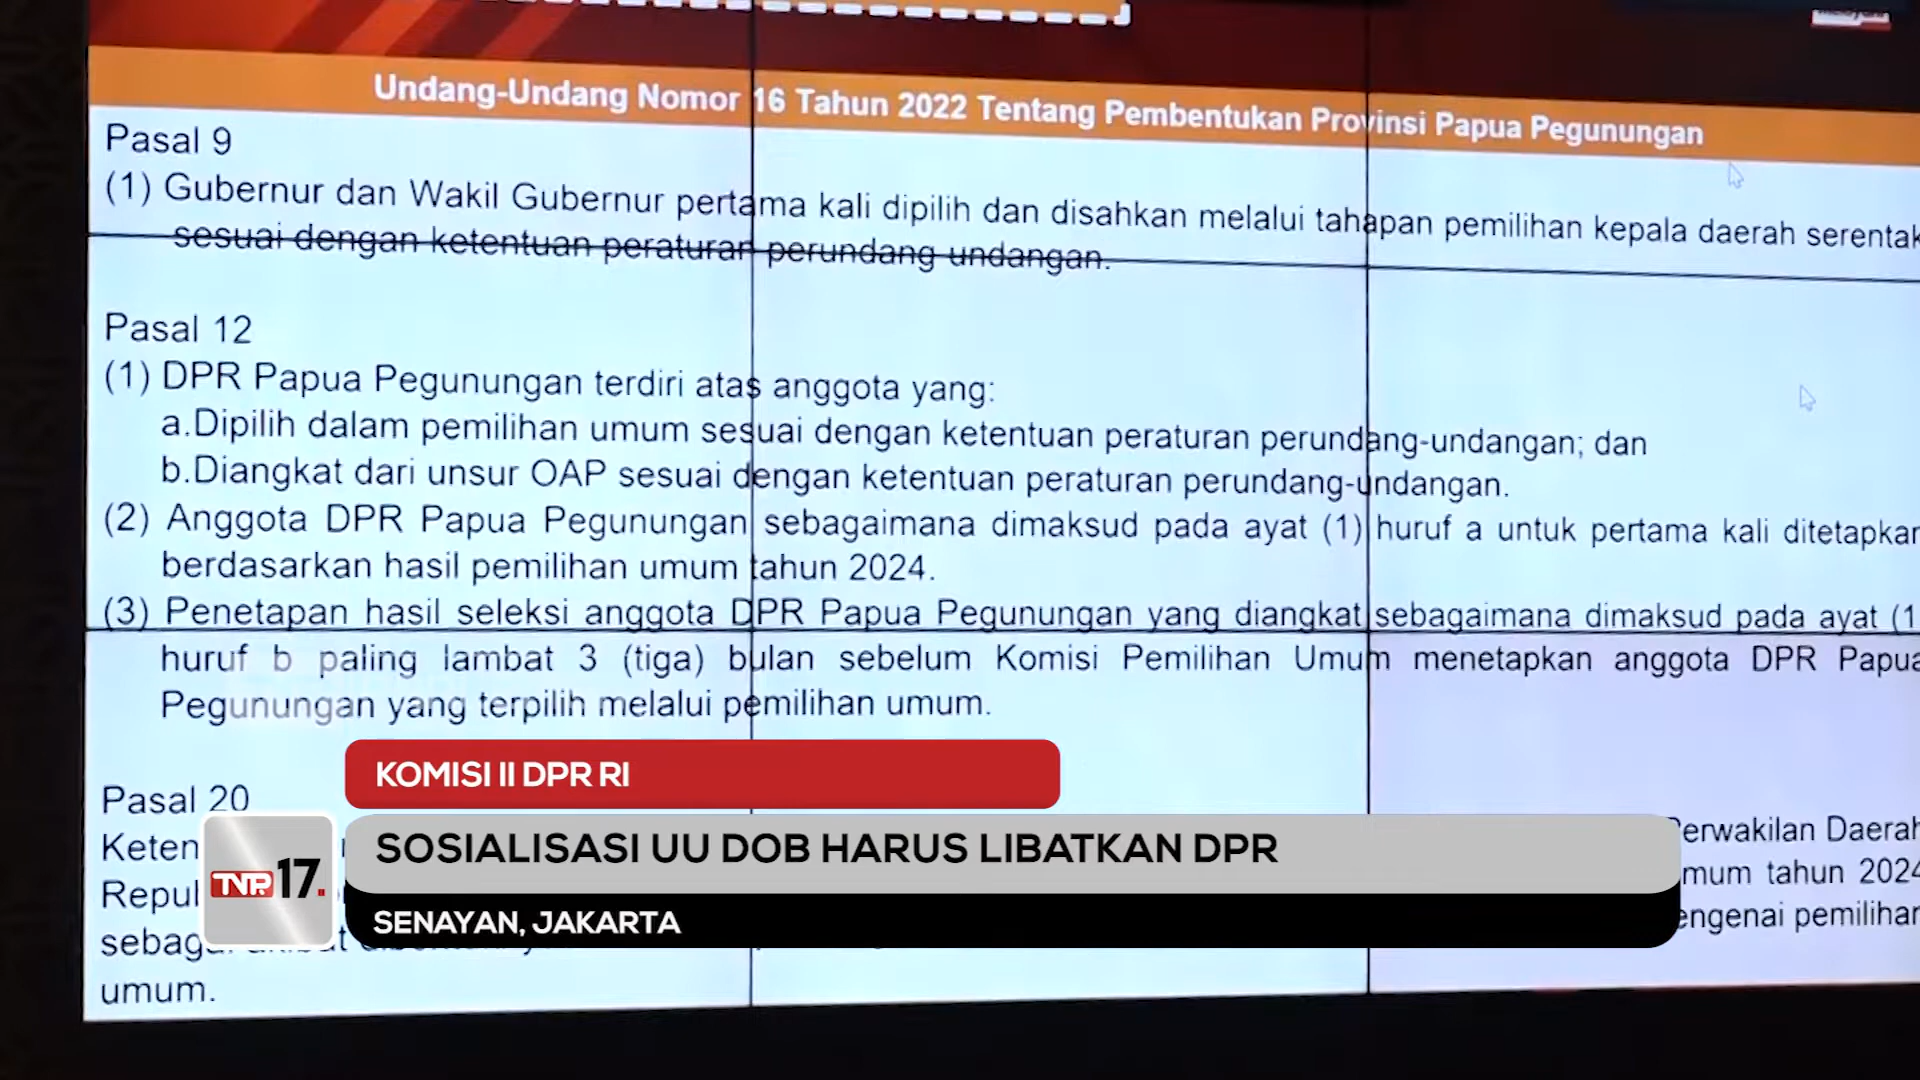 Undang-Undang Nomor 16 Tahun 2022 Tentang Pembentukan Provinsi Papua Pegunungan
Pasal 9
(1) Gubernur dan Wakil Gubernur pertama kali dipilih dan disahkan melalui tahapan pemilihan kepala daerah serentak
sesuai dengan ketentuan peraturan perundang undangan.
Pasal 12
(1) DPR Papua Pegunungan terdiri atas anggota yang:
a.Dipilih dalam pemilihan umum sesuai dengan ketentuan peraturan perundang-undangan; dan
b.Diangkat dari unsur OAP sesuai dengan ketentuan peraturan perundang-undangan.
(2) Anggota DPR Papua Pegunungan sebagaimana dimaksud pada ayat (1) huruf a untuk pertama kali ditetapkan
berdasarkan hasil pemilihan umum tahun 2024.
(3) Penetapan hasil seleksi anggota DPR Papua Pegunungan yang diangkat sebagaimana dimaksud pada ayat (1
huruf b paling lambat 3 (tiga) bulan sebelum Komisi Pemilihan Umum menetapkan anggota DPR Papua
Pegunungan yang terpilih melalui pemilihan umum.
Pasal 20
Perwakilan Daerah
tahun 2024
pemilihan
umum.
KOMISI II DPR RI
SOSIALISASI UU DOB HARUS LIBATKAN DPR
SENAYAN, JAKARTA
TVR 17.